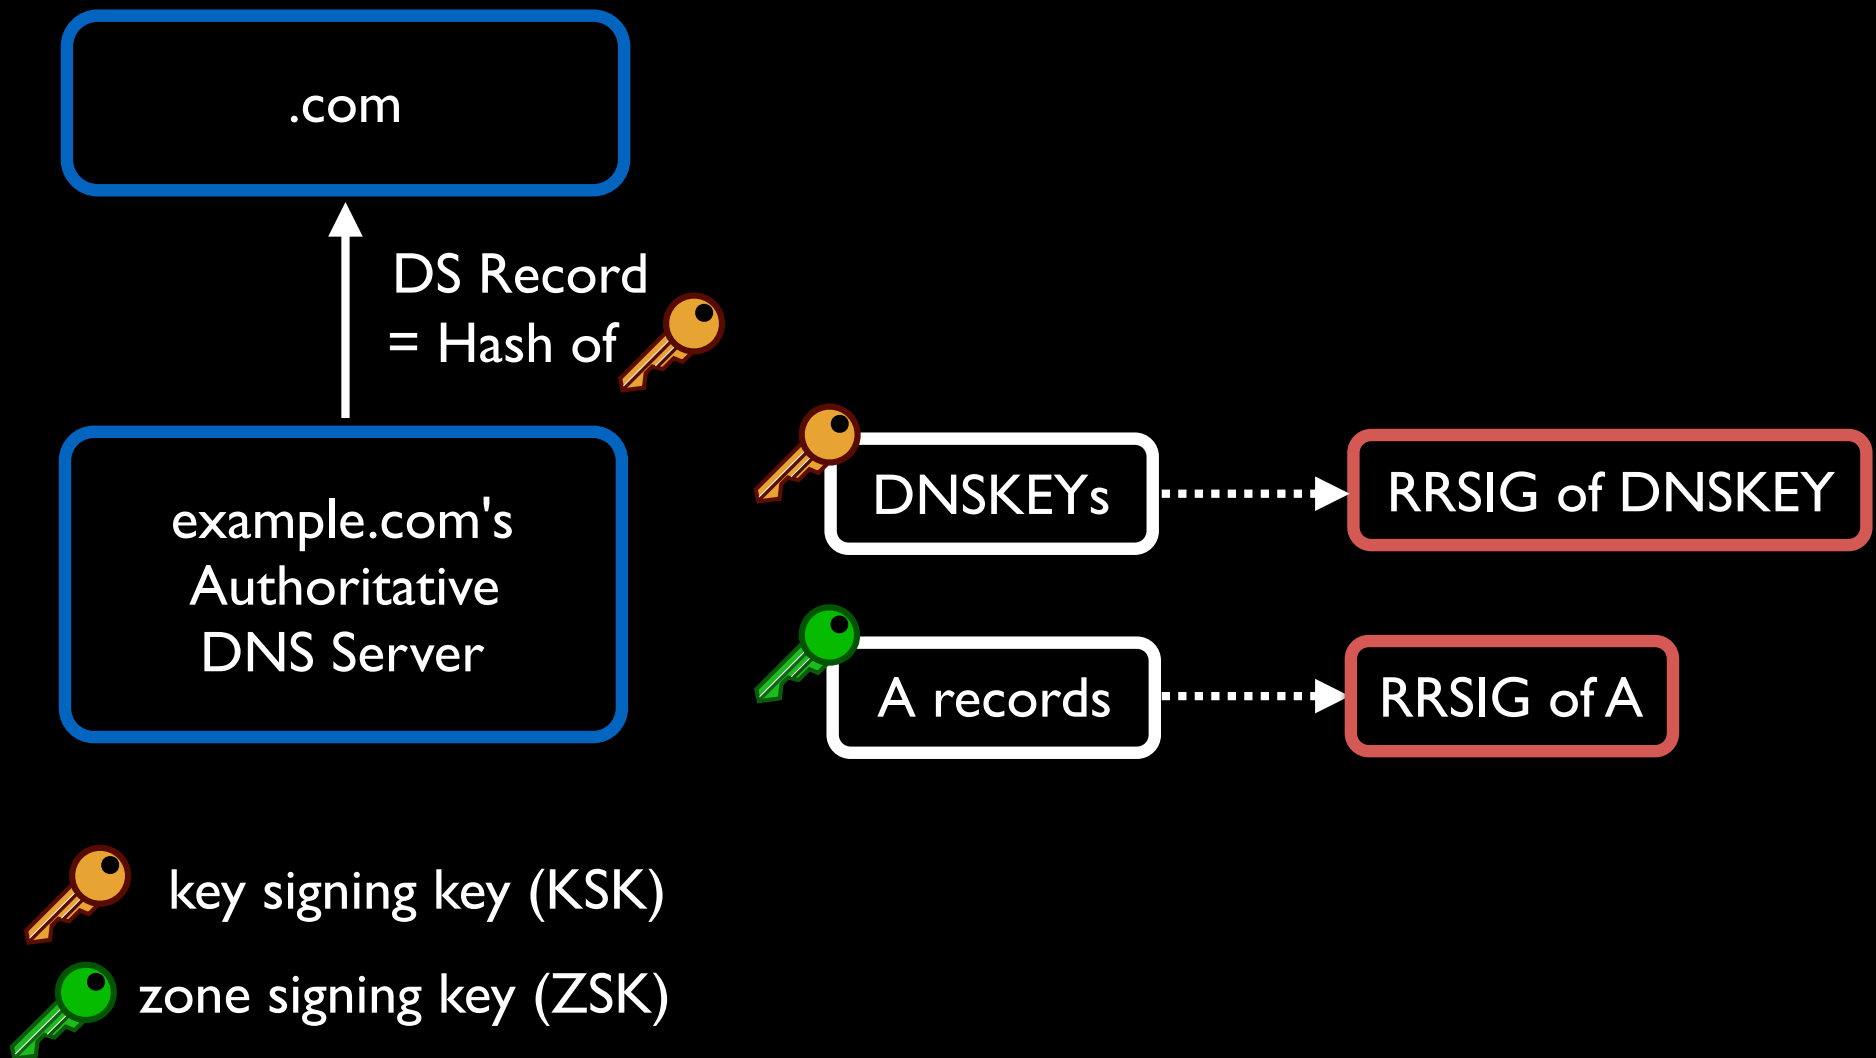 .com
DS Record
= Hash of
example.com's
Authoritative
DNS Server
DNSKEYs
RRSIG of DNSKEY
A records
RRSIG of A
key signing key (KSK)
zone signing key (ZSK)